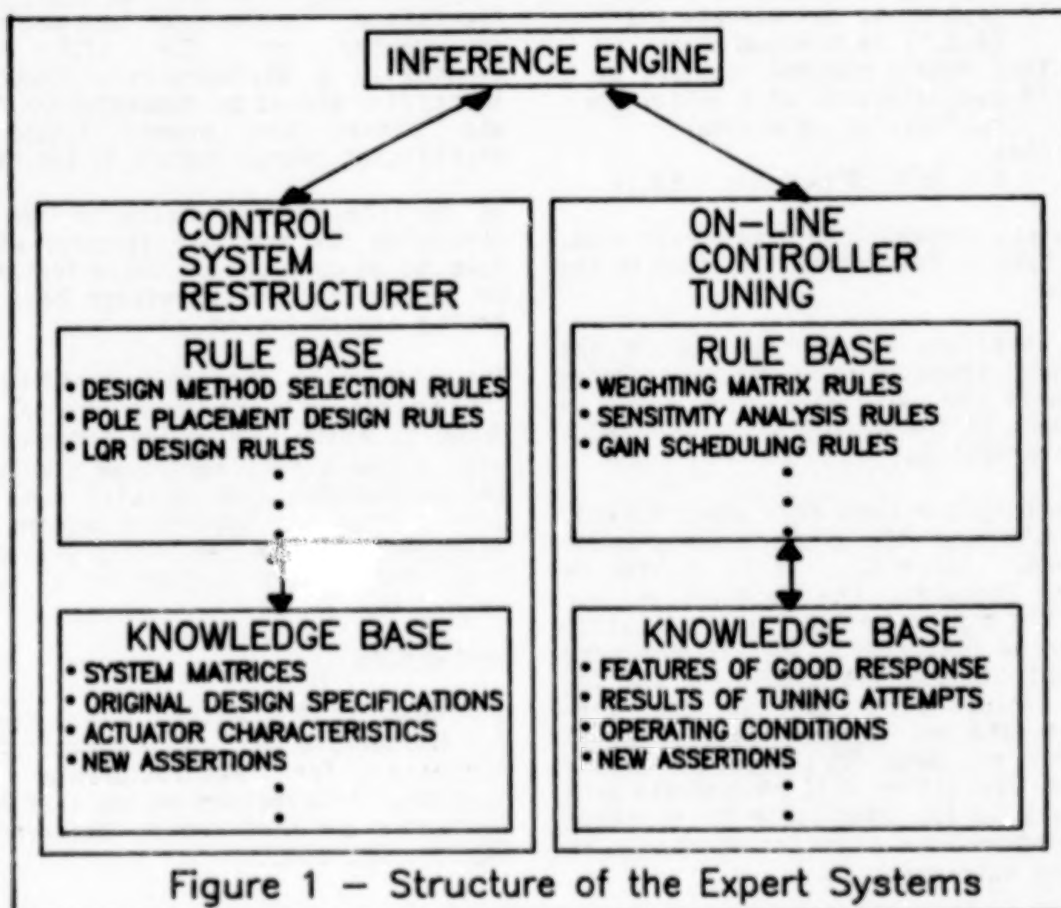 INFERENCE ENGINE
CONTROL
SYSTEM
RESTRUCTURER
RULE BASE
• DESIGN METHOD SELECTION RULES
• POLE PLACEMENT DESIGN RULES
• LQR DESIGN RULES
KNOWLEDGE BASE
• SYSTEM MATRICES
• ORIGINAL DESIGN SPECIFICATIONS
• ACTUATOR CHARACTERISTICS
• NEW ASSERTIONS
ON-LINE
CONTROLLER
TUNING
RULE BASE
• WEIGHTING MATRIX RULES
• SENSITIVITY ANALYSIS RULES
• GAIN SCHEDULING RULES
KNOWLEDGE BASE
• FEATURES OF GOOD RESPONSE
• RESULTS OF TUNING ATTEMPTS
• OPERATING CONDITIONS
• NEW ASSERTIONS
Figure 1 — Structure of the Expert Systems